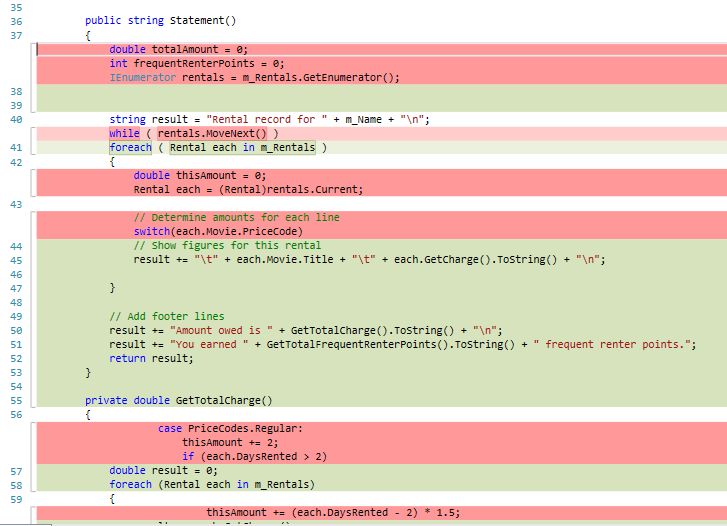 35
36 public string Statement()
37 {
double totalAmount = 0;
int frequentRenterPoints = 0;
IEnumerator rentals = m_Rentals.GetEnumerator();
38
39
40 string result = "Rental record for " + m_Name + "\n";
while ( rentals.MoveNext() )
41 foreach ( Rental each in m_Rentals )
42 {
double thisAmount = 0;
Rental each = (Rental)rentals.Current;
43
// Determine amounts for each line
switch(each.Movie.PriceCode)
44 // Show figures for this rental
45 result += "\t" + each.Movie.Title + "\t" + each.GetCharge().ToString() + "\n";
46
47 }
48
49 // Add footer lines
50 result += "Amount owed is " + GetTotalCharge().ToString() + "\n";
51 result += "You earned " + GetTotalFrequentRenterPoints().ToString() + " frequent renter points.";
52 return result;
53 }
54
55 private double GetTotalCharge()
56 {
case PriceCodes.Regular:
thisAmount += 2;
if (each.DaysRented > 2)
57 double result = 0;
58 foreach (Rental each in m_Rentals)
59 {
thisAmount += (each.DaysRented - 2) * 1.5;